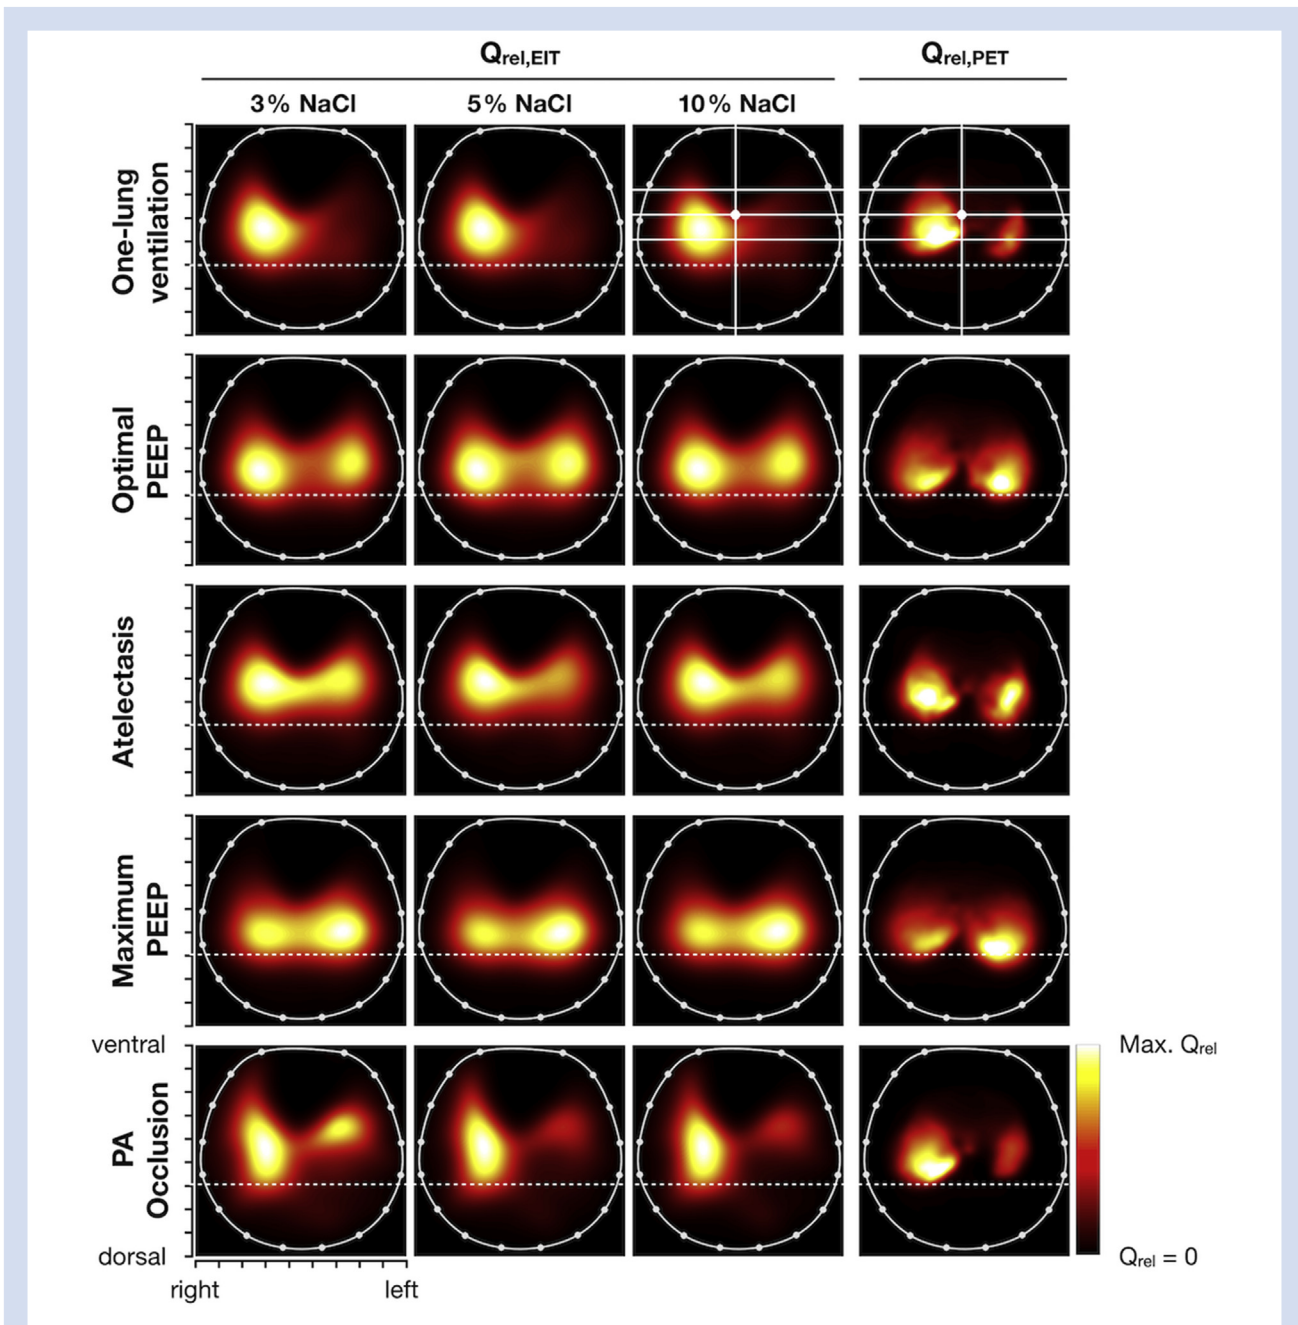 Qrel,EIT
Qrel,PET
3% NaCl
5% NaCl
10% NaCl
One-lung
ventilation
Optimal
PEEP
Atelectasis
Maximum
PEEP
ventral
PA
Occlusion
dorsal
right
left
Max. Qrel
Qrel = 0